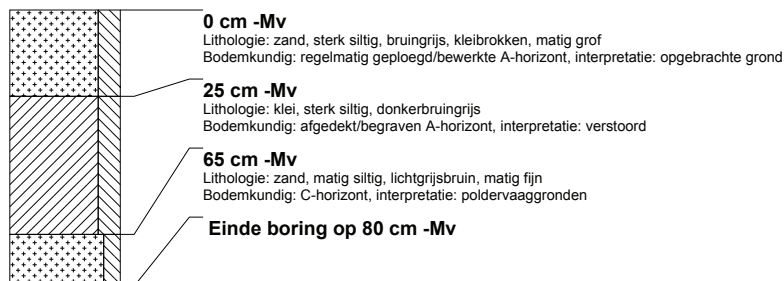 0 cm -Mv
Lithologie: zand, sterk siltig, bruingrijs, kleibrokken, matig grof
Bodemkundig: regelmatig geploegd/bewerkte A-horizont, interpretatie: opgebrachte grond
25 cm -Mv
Lithologie: klei, sterk siltig, donkerbruingrijs
Bodemkundig: afgedekt/begraven A-horizont, interpretatie: verstoord
65 cm -Mv
Lithologie: zand, matig siltig, lichtgrijsbruin, matig fijn
Bodemkundig: C-horizont, interpretatie: poldervaaggronden
Einde boring op 80 cm -Mv